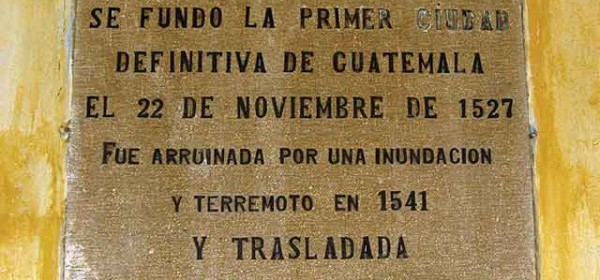 SE FUNDO LA PRIMER CIUDAD
DEFINITIVA DE GUATEMALA
EL 22 DE NOVIEMBRE DE 1527
FUE ARRUINADA POR UNA INUNDACION
Y TERREMOTO EN 1541
Y TRASLADADA